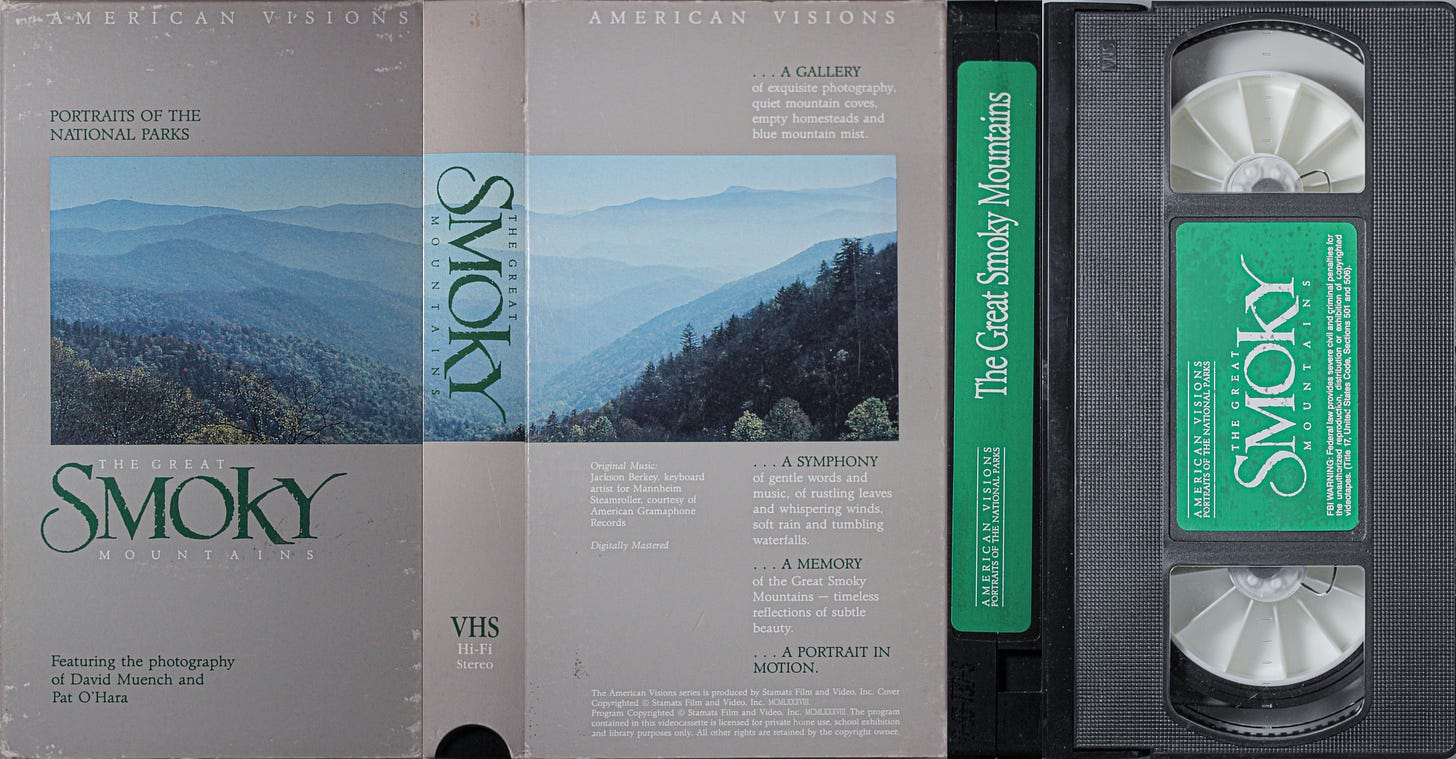 AMERICAN VISIONS
PORTRAITS OF THE
NATIONAL PARKS
THE GREAT
SMOKY
MOUNTAINS
Featuring the photography
of David Muench and
Pat O'Hara
3
THE GREAT
SMOKY
MOUNTAINS
VHS
Hi-Fi
Stereo
AMERICAN VISIONS
. . . A GALLERY
of exquisite photography,
quiet mountain coves,
empty homesteads and
blue mountain mist.
Original Music:
Jackson Berkey, keyboard
artist for Mannheim
Steamroller, courtesy of
American Gramaphone
Records
Digitally Mastered
. . . A SYMPHONY
of gentle words and
music, of rustling leaves
and whispering winds,
soft rain and tumbling
waterfalls.
. . . A MEMORY
of the Great Smoky
Mountains — timeless
reflections of subtle
beauty.
. . . A PORTRAIT IN
MOTION.
The American Visions series is produced by Stamats Film and Video, Inc. Cover
Copyrighted © Stamats Film and Video, Inc. MCMLXXXVIII.
Program Copyrighted © Stamats Film and Video, Inc. MCMLXXXVIII. The program
contained in this videocassette is licensed for private home use, school exhibition
and library purposes only. All other rights are retained by the copyright owner.
AMERICAN VISIONS
PORTRAITS OF THE NATIONAL PARKS
The Great Smoky Mountains
VHS
AMERICAN VISIONS
PORTRAITS OF THE NATIONAL PARKS
THE GREAT
SMOKY
MOUNTAINS
FBI WARNING: Federal law provides severe civil and criminal penalties for
the unauthorized reproduction, distribution or exhibition of copyrighted
videotapes. (Title 17, United States Code, Sections 501 and 506).